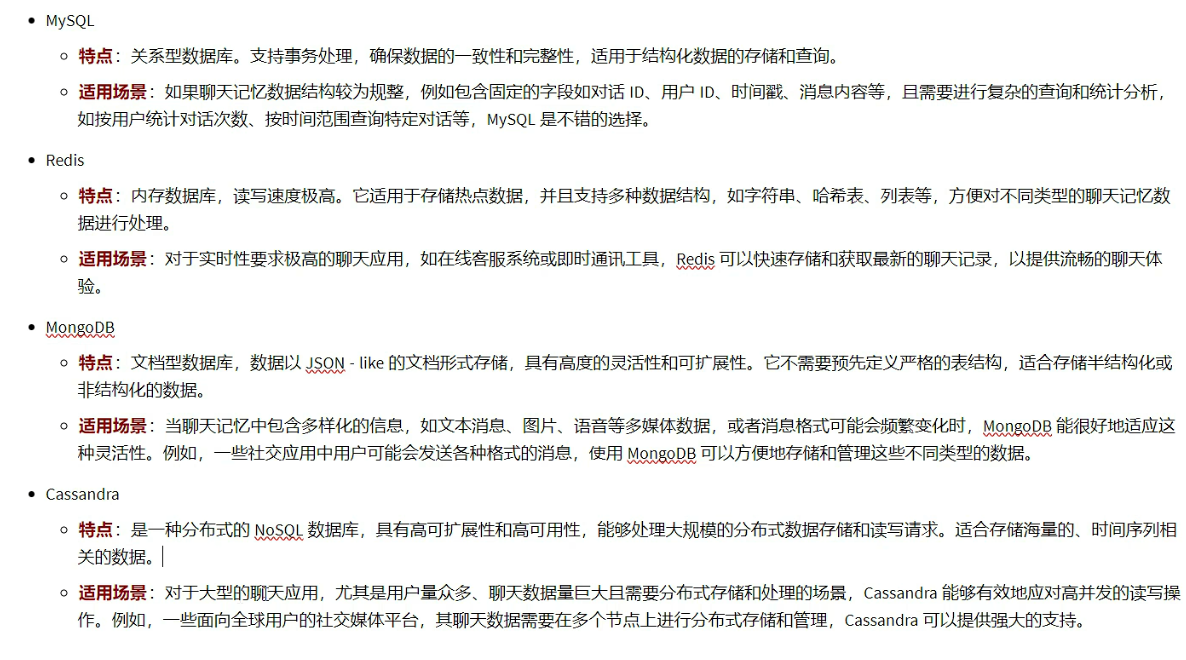 MySQL
特点：关系型数据库。支持事务处理，确保数据的一致性和完整性，适用于结构化数据的存储和查询。
适用场景：如果聊天记忆数据结构较为规整，例如包含固定的字段如对话 ID、用户 ID、时间戳、消息内容等，且需要进行复杂的查询和统计分析，
如按用户统计对话次数、按时间范围查询特定对话等，MySQL 是不错的选择。
Redis
特点：内存数据库，读写速度极高。它适用于存储热点数据，并且支持多种数据结构，如字符串、哈希表、列表等，方便对不同类型的聊天记忆数
据进行处理。
适用场景：对于实时性要求极高的聊天应用，如在线客服系统或即时通讯工具，Redis 可以快速存储和获取最新的聊天记录，以提供流畅的聊天体
验。
MongoDB
特点：文档型数据库，数据以 JSON - like 的文档形式存储，具有高度的灵活性和可扩展性。它不需要预先定义严格的表结构，适合存储半结构化或
非结构化的数据。
适用场景：当聊天记忆中包含多样化的信息，如文本消息、图片、语音等多媒体数据，或者消息格式可能会频繁变化时，MongoDB 能很好地适应这
种灵活性。例如，一些社交应用中用户可能会发送各种格式的消息，使用 MongoDB 可以方便地存储和管理这些不同类型的数据。
Cassandra
特点：是一种分布式的 NoSQL 数据库，具有高可扩展性和高可用性，能够处理大规模的分布式数据存储和读写请求。适合存储海量的、时间序列相
关的数据。
适用场景：对于大型的聊天应用，尤其是用户量众多、聊天数据量巨大且需要分布式存储和处理的场景，Cassandra 能够有效地应对高并发的读写操
作。例如，一些面向全球用户的社交媒体平台，其聊天数据需要在多个节点上进行分布式存储和管理，Cassandra 可以提供强大的支持。